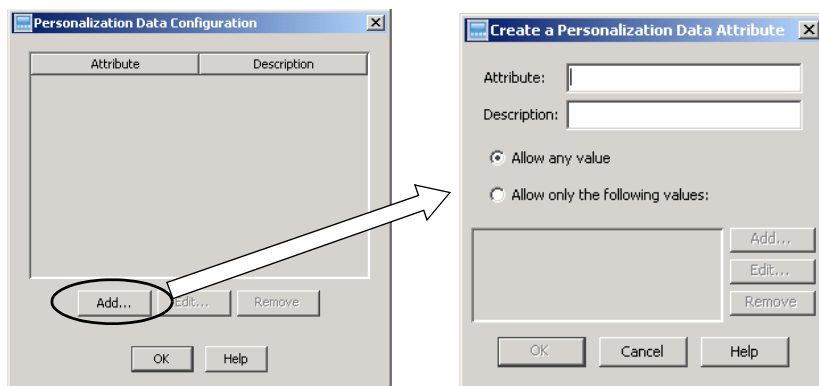 Personalization Data Configuration
Attribute Description
Add... Edit... Remove
OK Help
Create a Personalization Data Attribute
Attribute:
Description:
Allow any value
Allow only the following values:
Add...
Edit...
Remove
OK Cancel Help